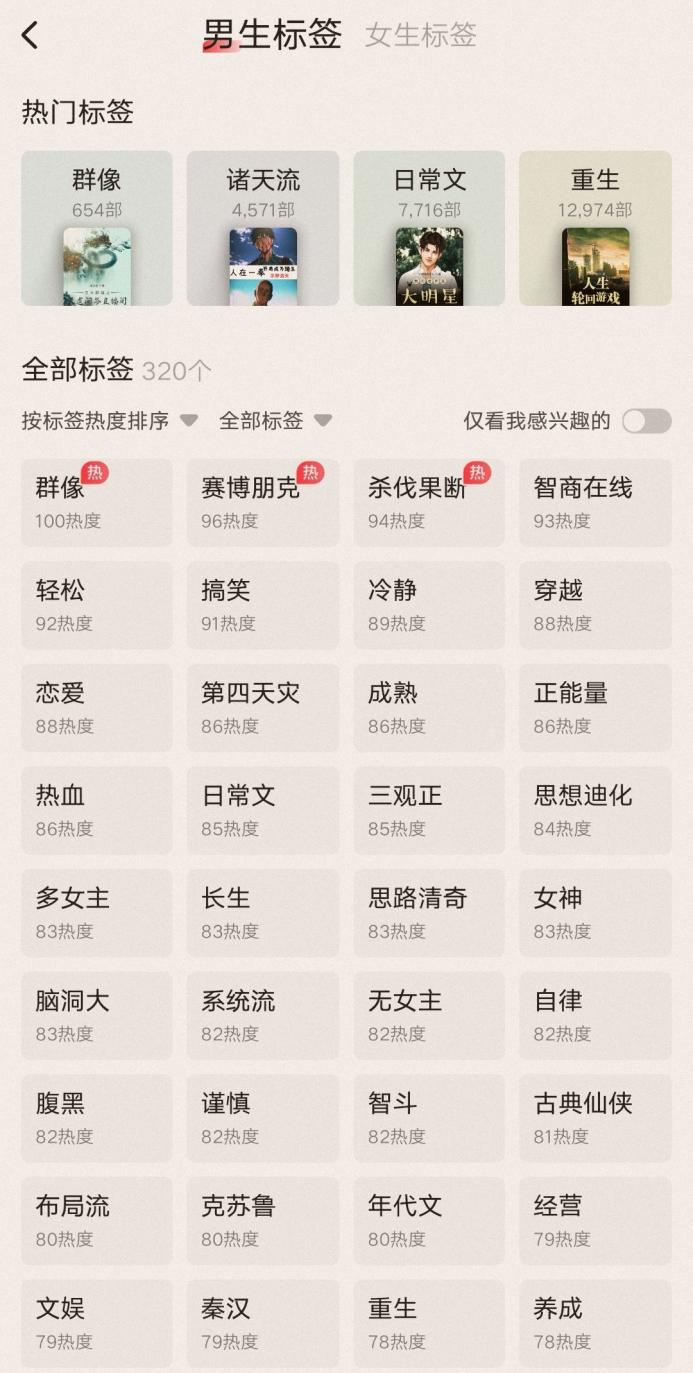 男生标签 女生标签
热门标签
群像 诸天流 日常文 重生
654部 4,571部 7,716部 12,974部
人在一拳
大明星
人生
轮回游戏
全部标签 320个
按标签热度排序 全部标签 仅看我感兴趣的
群像 热 赛博朋克 热 杀伐果断 热 智商在线
100热度 96热度 94热度 93热度
轻松 搞笑 冷静 穿越
92热度 91热度 89热度 88热度
恋爱 第四天灾 成熟 正能量
88热度 86热度 86热度 86热度
热血 日常文 三观正 思想迪化
86热度 85热度 85热度 84热度
多女主 长生 思路清奇 女神
83热度 83热度 83热度 83热度
脑洞大 系统流 无女主 自律
83热度 82热度 82热度 82热度
腹黑 谨慎 智斗 古典仙侠
82热度 82热度 82热度 81热度
布局流 克苏鲁 年代文 经营
80热度 80热度 80热度 79热度
文娱 秦汉 重生 养成
79热度 79热度 78热度 78热度